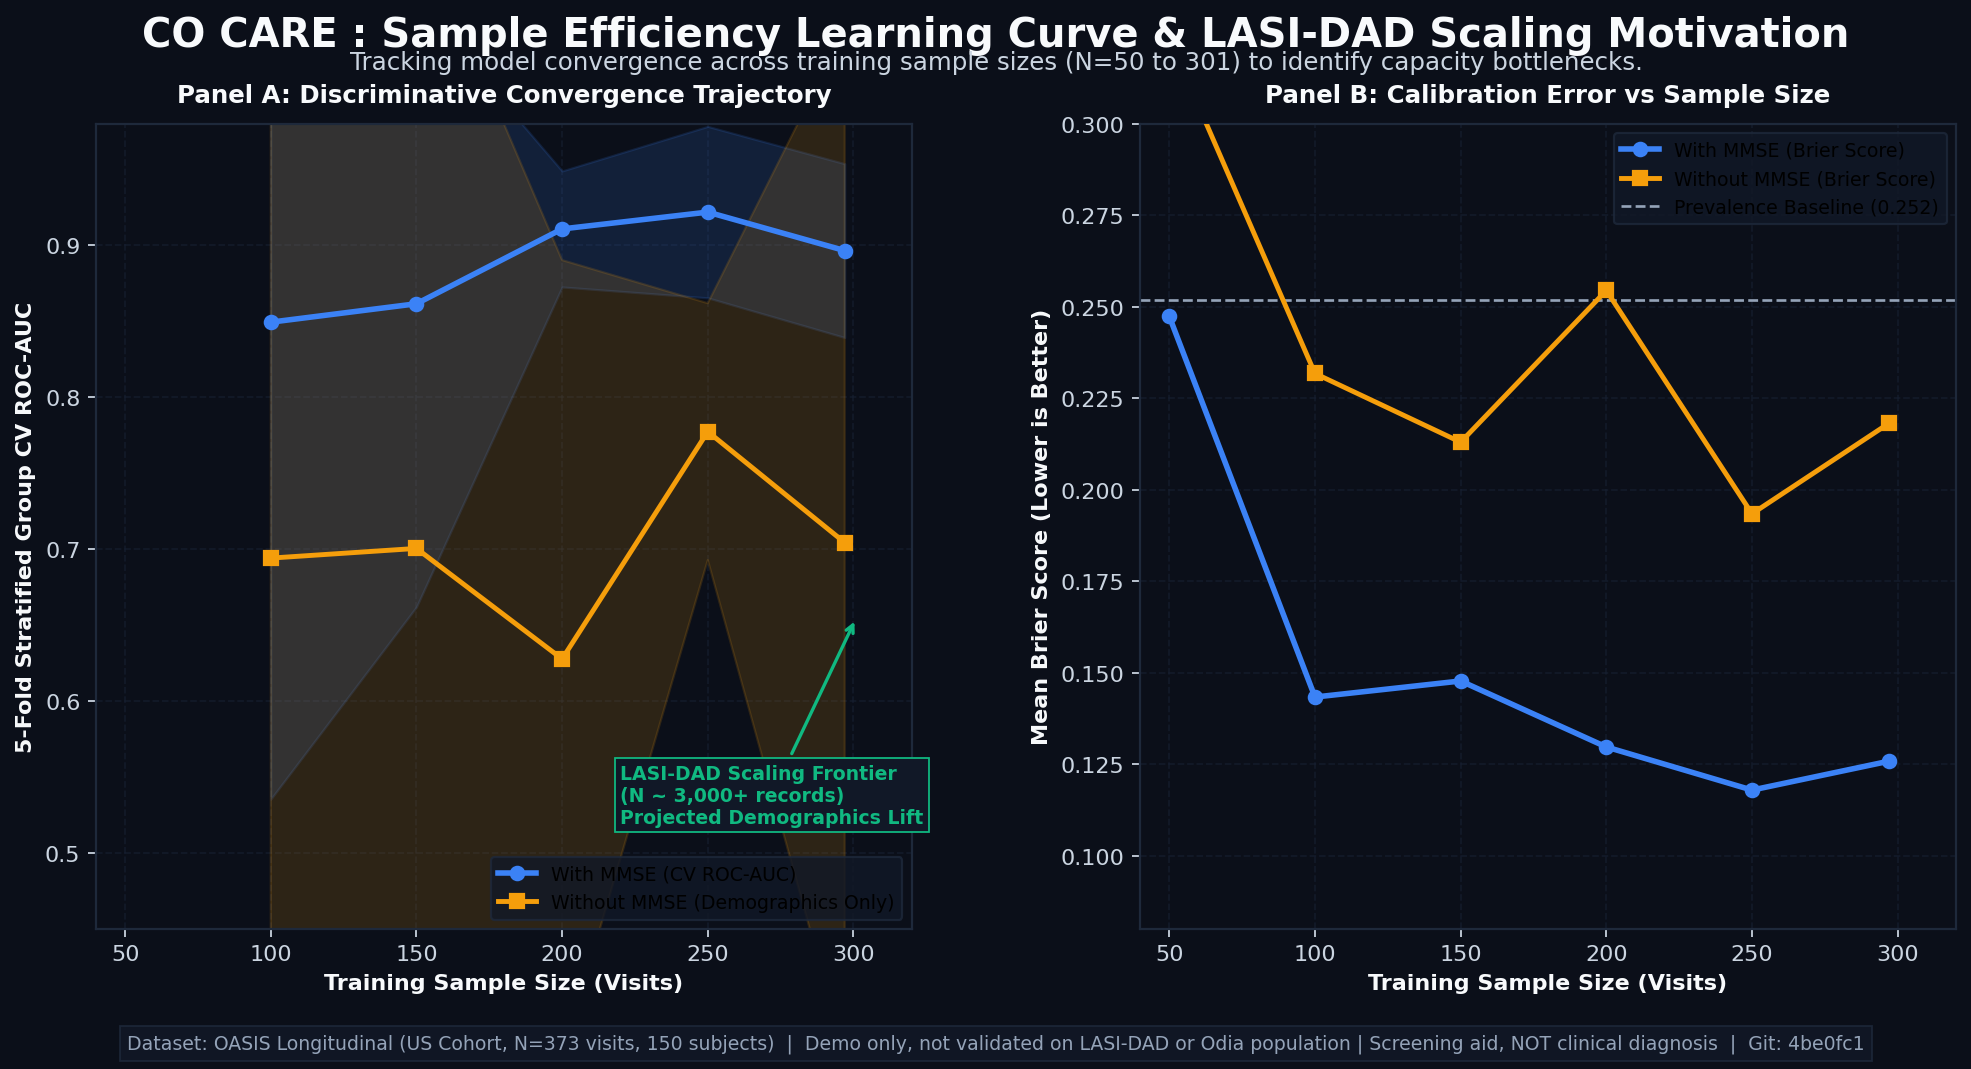 CO CARE : Sample Efficiency Learning Curve & LASI-DAD Scaling Motivation
Tracking model convergence across training sample sizes (N=50 to 301) to identify capacity bottlenecks.
Panel A: Discriminative Convergence Trajectory
5-Fold Stratified Group CV ROC-AUC
0.9
0.8
0.7
0.6
0.5
LASI-DAD Scaling Frontier
(N ~ 3,000+ records)
Projected Demographics Lift
With MMSE (CV ROC-AUC)
Without MMSE (Demographics Only)
50 100 150 200 250 300
Training Sample Size (Visits)
Panel B: Calibration Error vs Sample Size
Mean Brier Score (Lower is Better)
0.300
0.275
0.250
0.225
0.200
0.175
0.150
0.125
0.100
With MMSE (Brier Score)
Without MMSE (Brier Score)
Prevalence Baseline (0.252)
50 100 150 200 250 300
Training Sample Size (Visits)
Dataset: OASIS Longitudinal (US Cohort, N=373 visits, 150 subjects) | Demo only, not validated on LASI-DAD or Odia population | Screening aid, NOT clinical diagnosis | Git: 4be0fc1